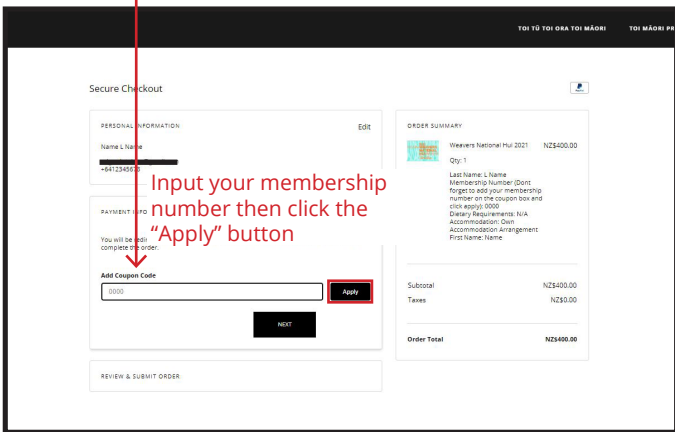 TOI TŪ TOI ORA TOI MĀORI TOI MĀORI PR
Secure Checkout
PERSONAL INFORMATION Edit
Name L Name
+6412345678
Input your membership
number then click the
“Apply” button
PAYMENT INFO
You will be redir
complete the order.
Add Coupon Code
0000
Apply
NEXT
REVIEW & SUBMIT ORDER
ORDER SUMMARY
Weavers National Hui 2021 NZ$400.00
Qty: 1
Last Name: L Name
Membership Number (Dont
forget to add your membership
number on the coupon box and
click apply): 0000
Dietary Requirements: N/A
Accommodation: Own
Accommodation Arrangement
First Name: Name
Subtotal NZ$400.00
Taxes NZ$0.00
Order Total NZ$400.00